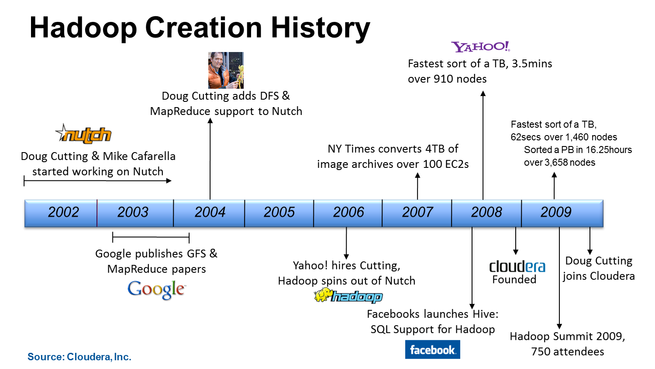 Hadoop Creation History
YAHOO!
Fastest sort of a TB, 3.5mins
over 910 nodes
Doug Cutting adds DFS &
MapReduce support to Nutch
nutch
Doug Cutting & Mike Cafarella
started working on Nutch
NY Times converts 4TB of
image archives over 100 EC2s
Fastest sort of a TB,
62secs over 1,460 nodes
Sorted a PB in 16.25hours
over 3,658 nodes
2002 2003 2004 2005 2006 2007 2008 2009
Google publishes GFS &
MapReduce papers
Google
Yahoo! hires Cutting,
Hadoop spins out of Nutch
hadoop
Facebooks launches Hive:
SQL Support for Hadoop
facebook
cloudera
Founded
Doug Cutting
joins Cloudera
Hadoop Summit 2009,
750 attendees
Source: Cloudera, Inc.